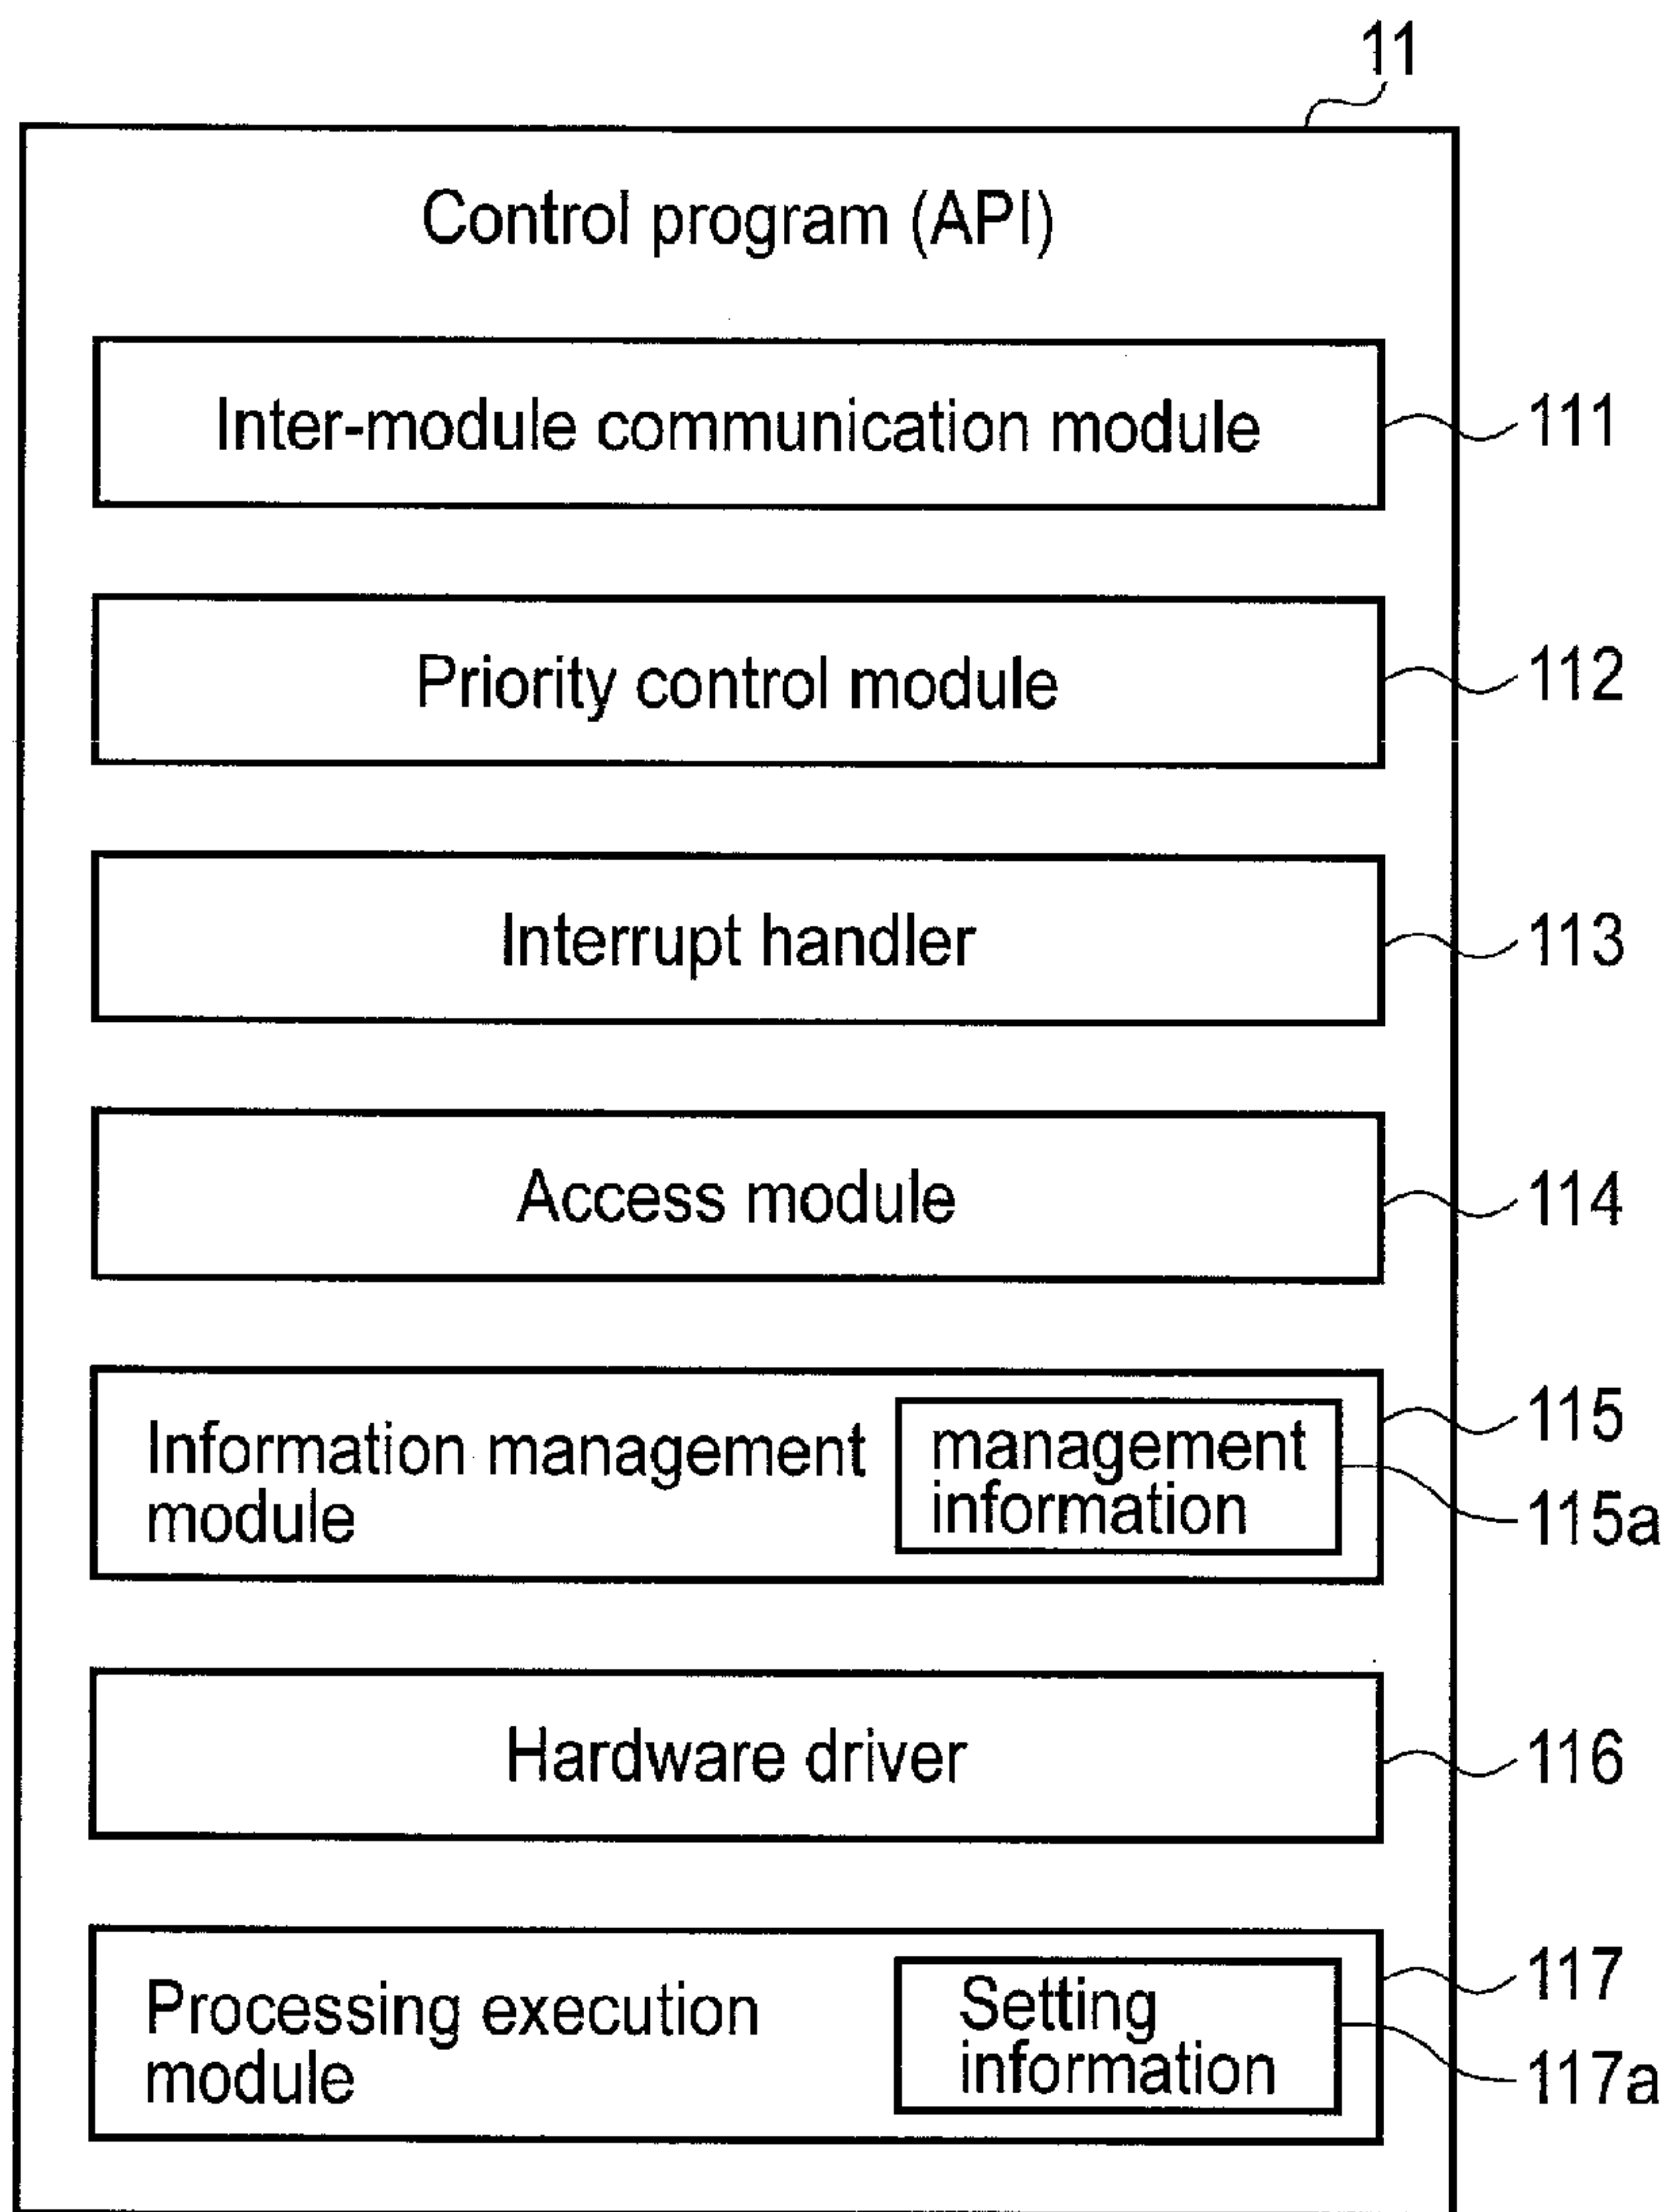 11
Control program (API)
Inter-module communication module
111
Priority control module
112
Interrupt handler
113
Access module
114
Information management
module
management
information
115
115a
Hardware driver
116
Processing execution
module
Setting
information
117
117a